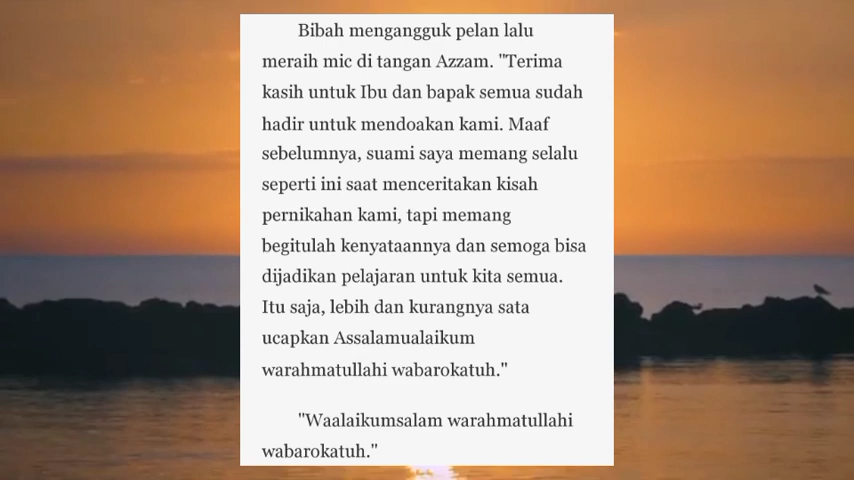 Bibah mengangguk pelan lalu
meraih mic di tangan Azzam. "Terima
kasih untuk Ibu dan bapak semua sudah
hadir untuk mendoakan kami. Maaf
sebelumnya, suami saya memang selalu
seperti ini saat menceritakan kisah
pernikahan kami, tapi memang
begitulah kenyataannya dan semoga bisa
dijadikan pelajaran untuk kita semua.
Itu saja, lebih dan kurangnya sata
ucapkan Assalamualaikum
warahmatullahi wabarokatuh."
"Waalaikumsalam warahmatullahi
wabarokatuh."